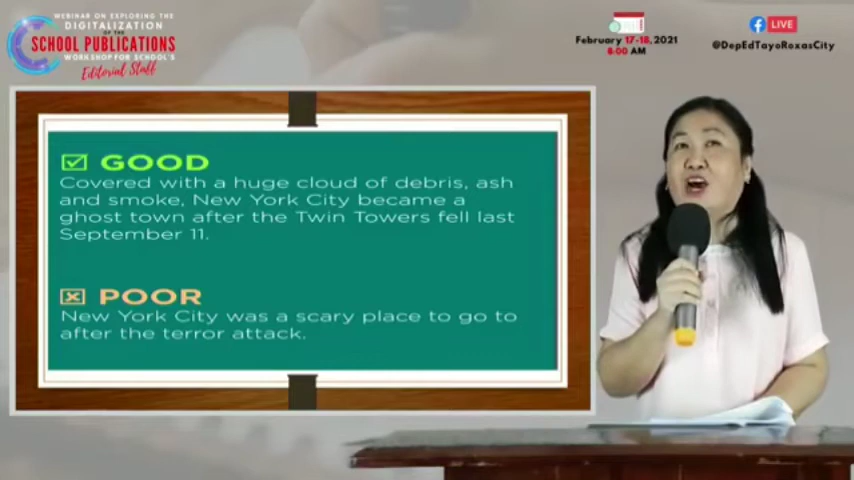 WEBINAR ON EXPLORING THE
DIGITALIZATION
OF THE
SCHOOL PUBLICATIONS
WORKSHOP FOR SCHOOL'S
Editorial Staff
February 17-18, 2021
8:00 AM
LIVE
@DepEdTayoRoxasCity
GOOD
Covered with a huge cloud of debris, ash
and smoke, New York City became a
ghost town after the Twin Towers fell last
September 11.
POOR
New York City was a scary place to go to
after the terror attack.